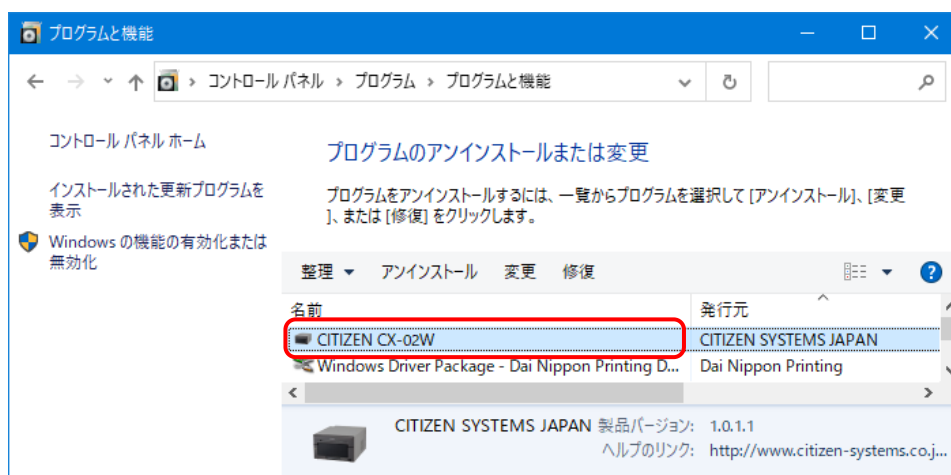 プログラムと機能
コントロール パネル › プログラム › プログラムと機能
コントロール パネル ホーム
インストールされた更新プログラムを
表示
Windows の機能の有効化または
無効化
プログラムのアンインストールまたは変更
プログラムをアンインストールするには、一覧からプログラムを選択して [アンインストール]、[変更
]、または [修復] をクリックします。
整理 アンインストール 変更 修復
名前 発行元
CITIZEN CX-02W CITIZEN SYSTEMS JAPAN
Windows Driver Package - Dai Nippon Printing D... Dai Nippon Printing
CITIZEN SYSTEMS JAPAN 製品バージョン: 1.0.1.1
ヘルプのリンク: http://www.citizen-systems.co.j...